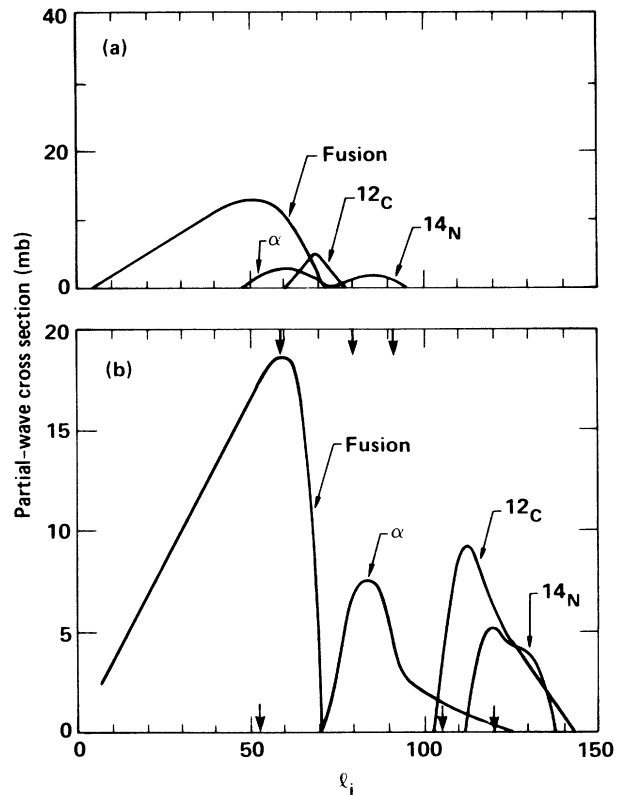 40
(a)
20
0
Fusion
12C
α
14N
Partial-wave cross section (mb)
20
(b)
15
10
5
0
Fusion
α
12C
14N
0 50 100 150
ℓi